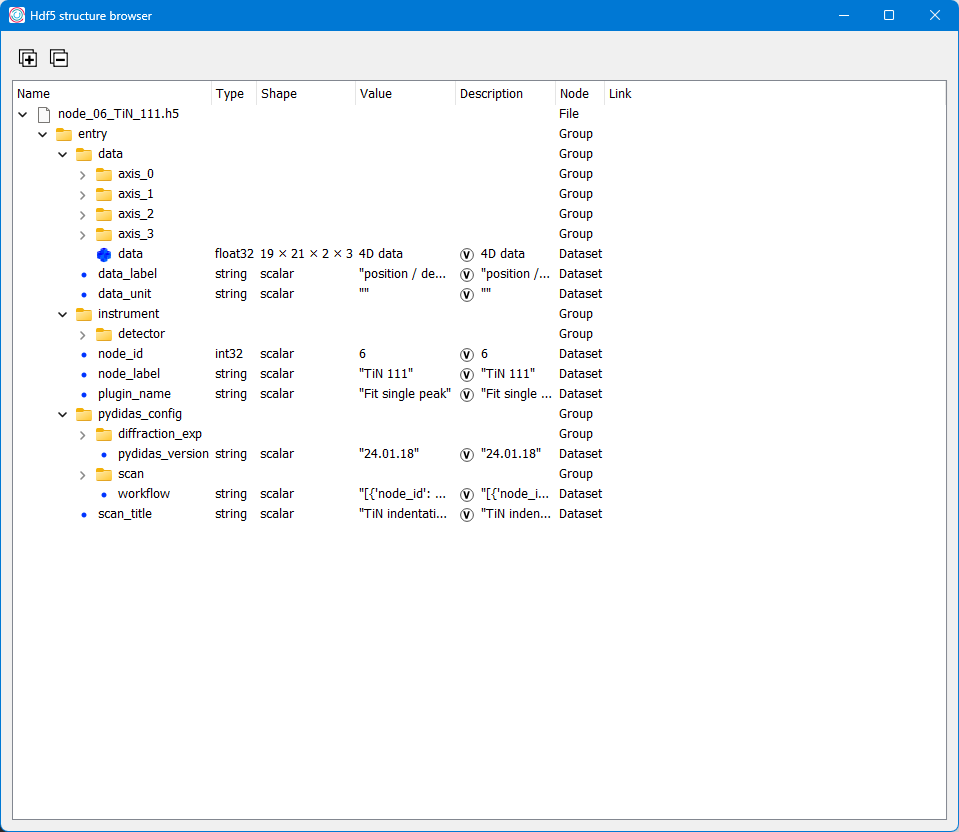 Hdf5 structure browser
Name Type Shape Value Description Node Link
node_06_TiN_111.h5 File
entry Group
data Group
axis_0 Group
axis_1 Group
axis_2 Group
axis_3 Group
data float32 19 × 21 × 2 × 3 4D data V 4D data Dataset
data_label string scalar "position / de... V "position /... Dataset
data_unit string scalar "" V "" Dataset
instrument Group
detector Group
node_id int32 scalar 6 V 6 Dataset
node_label string scalar "TiN 111" V "TiN 111" Dataset
plugin_name string scalar "Fit single peak" V "Fit single ... Dataset
pydidas_config Group
diffraction_exp Group
pydidas_version string scalar "24.01.18" V "24.01.18" Dataset
scan Group
workflow string scalar "[{'node_id': ... V "[{'node_i... Dataset
scan_title string scalar "TiN indentati... V "TiN inden... Dataset